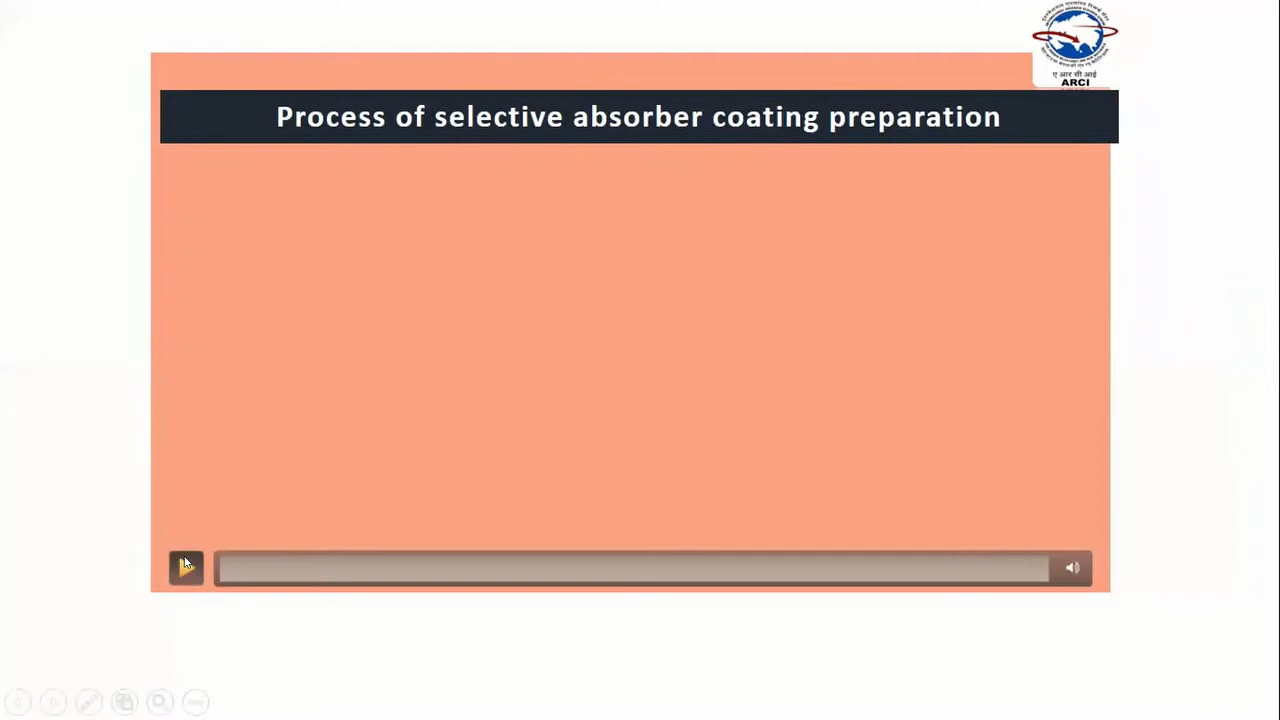 ए आर सी आई
ARCI
Process of selective absorber coating preparation